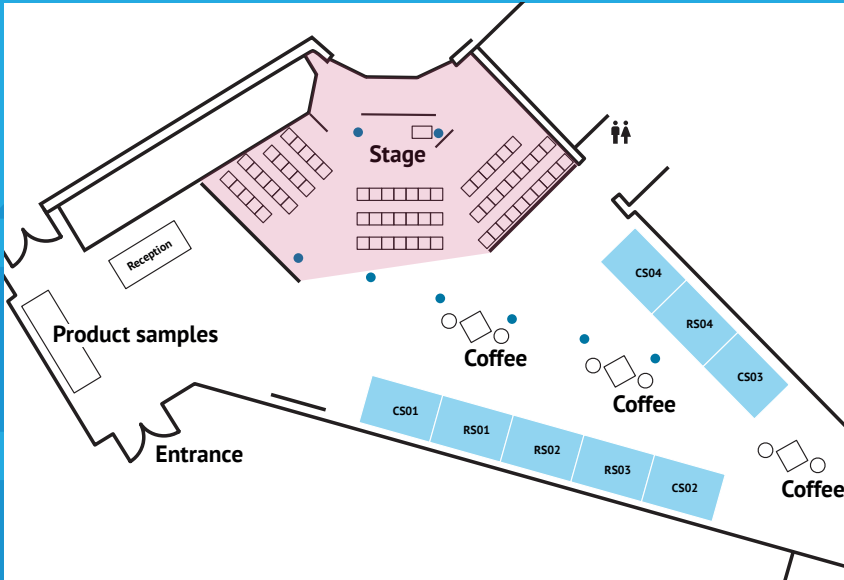 Stage
Reception
CS04
RS04
CS03
Product samples
Coffee
Coffee
CS01
RS01
RS02
RS03
CS02
Entrance
Coffee